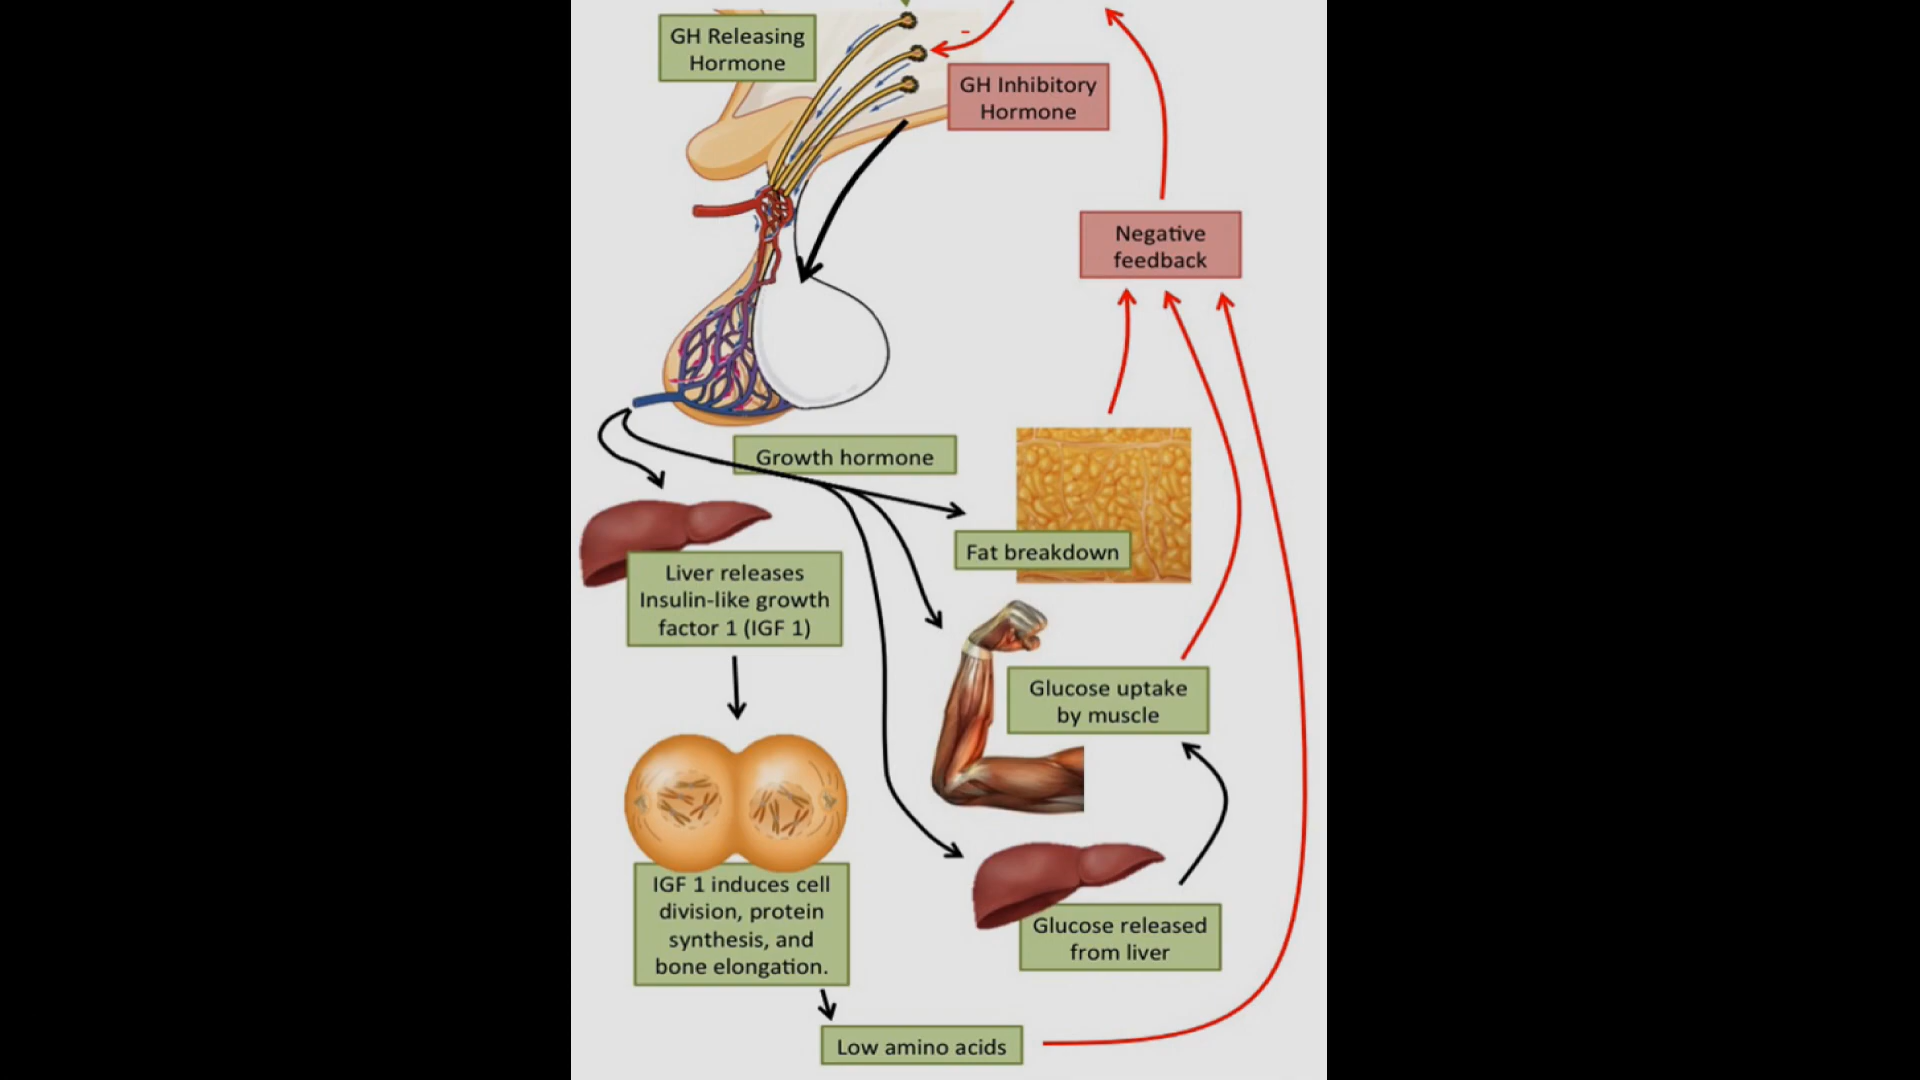 GH Releasing
Hormone
-
GH Inhibitory
Hormone
Negative
feedback
Growth hormone
Fat breakdown
Liver releases
Insulin-like growth
factor 1 (IGF 1)
Glucose uptake
by muscle
IGF 1 induces cell
division, protein
synthesis, and
bone elongation.
Glucose released
from liver
Low amino acids